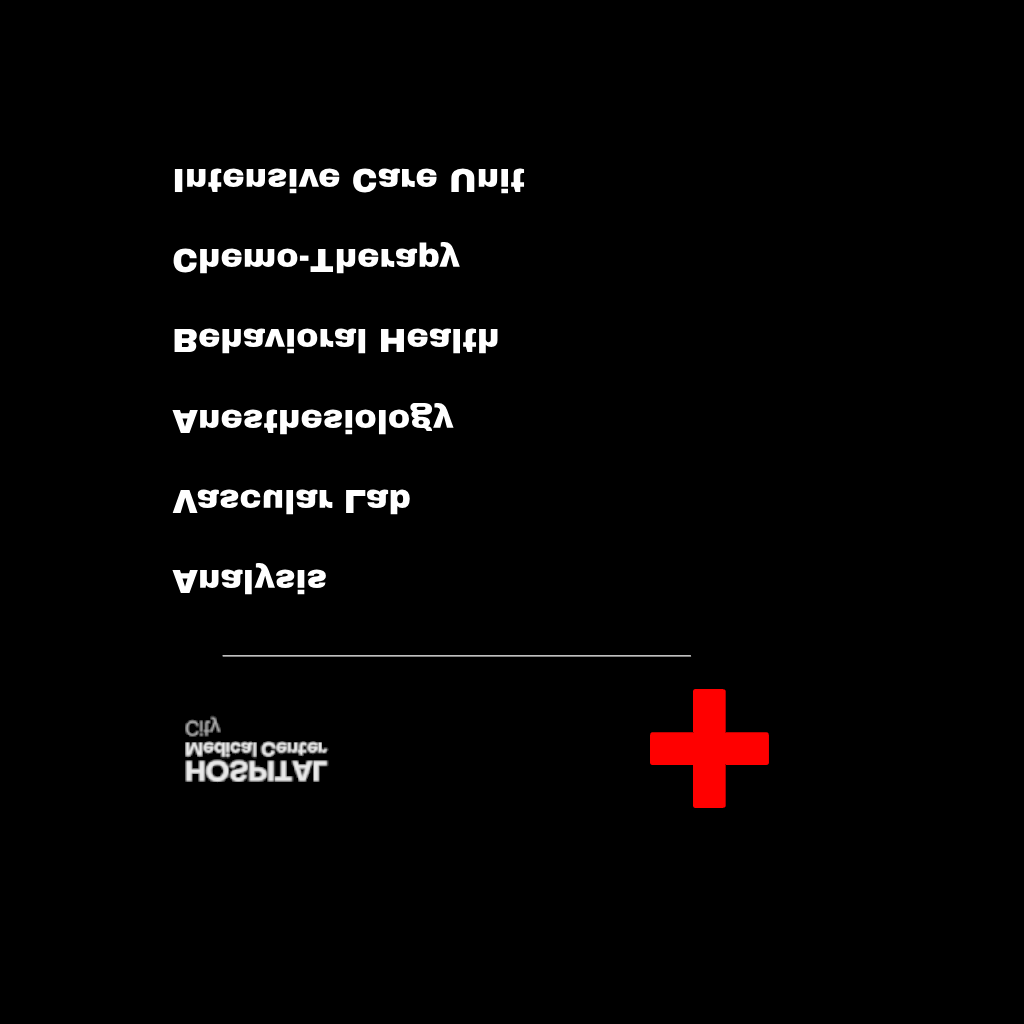 HOSPITAL
Medical Center
City
Analysis
Vascular Lab
Anesthesiology
Behavioral Health
Chemo-Therapy
Intensive Care Unit